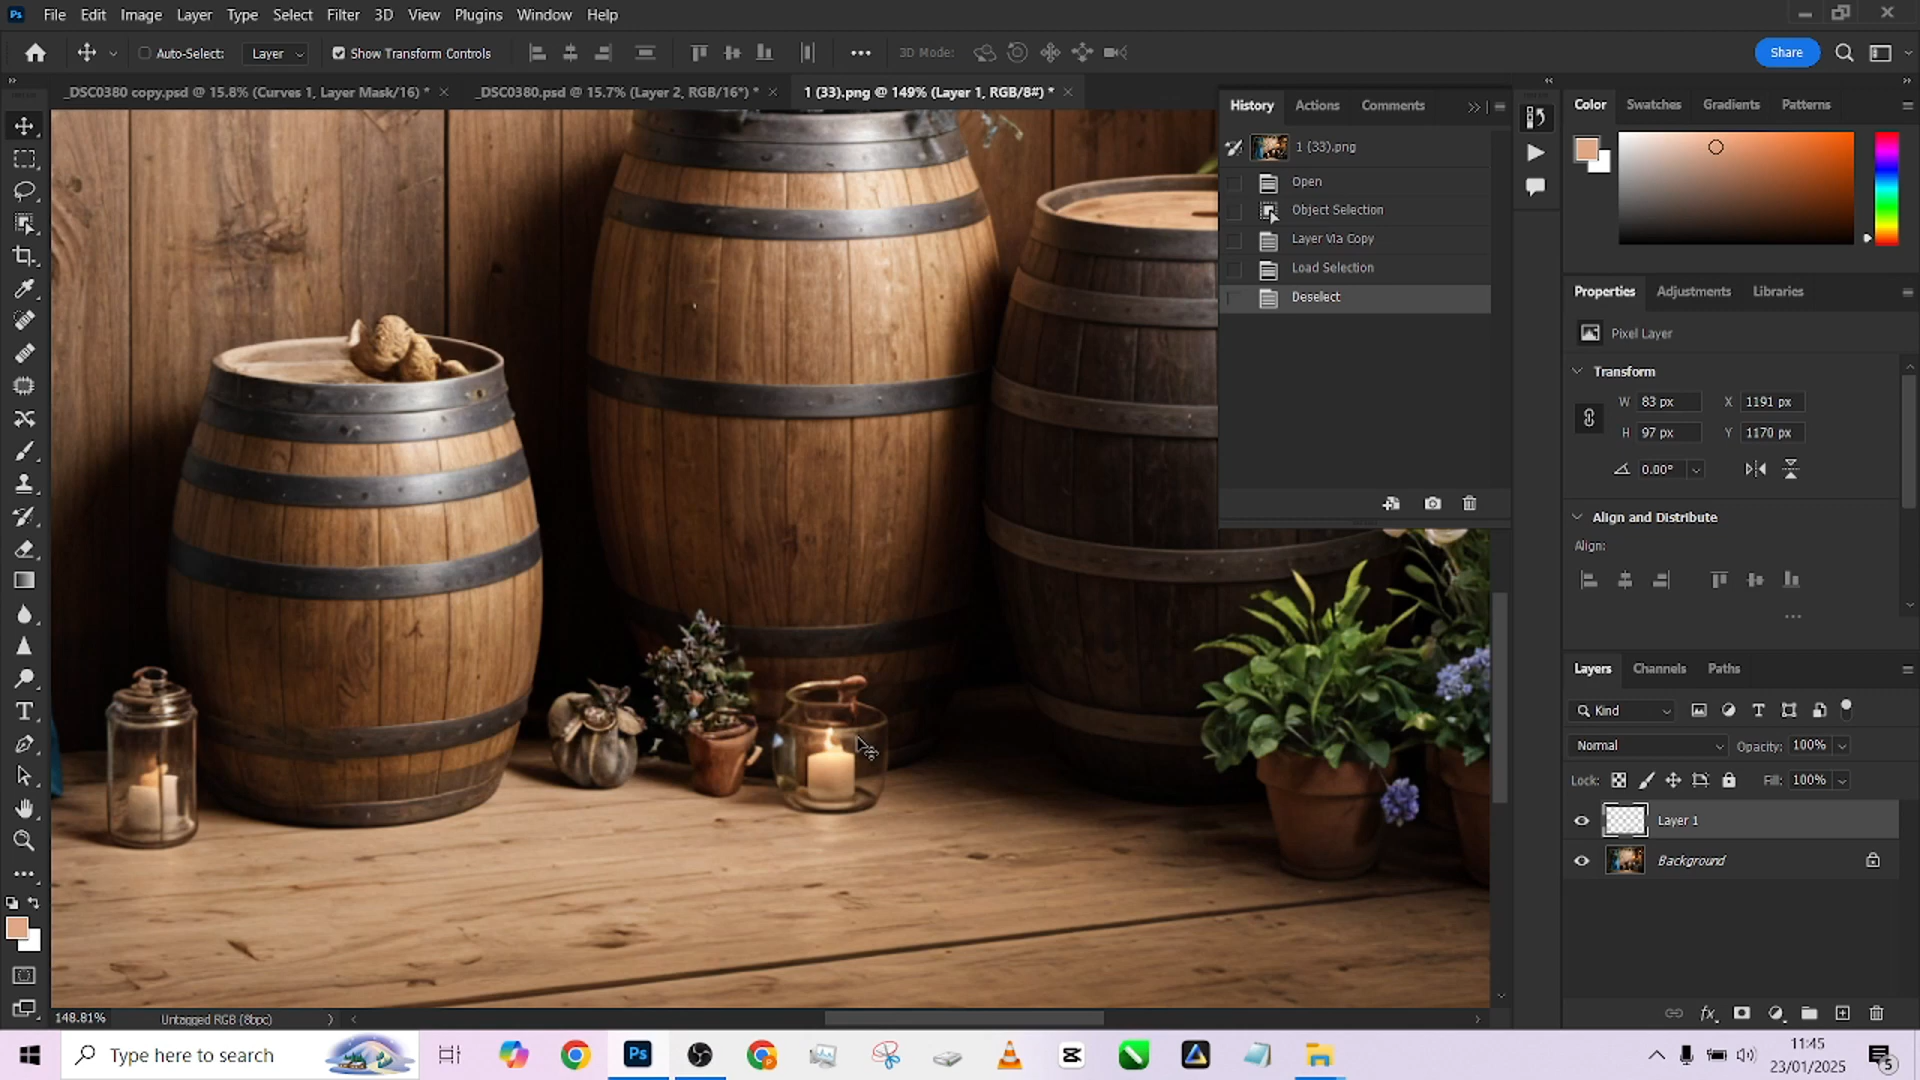 Ps File Edit Image Layer Type Select Filter 3D View Plugins Window Help
Auto-Select: Layer Show Transform Controls 3D Mode: Share
_DSC0380 copy.psd @ 15.8% (Curves 1, Layer Mask/16) * _DSC0380.psd @ 15.7% (Layer 2, RGB/16*) * 1 (33).png @ 149% (Layer 1, RGB/8#) *
History Actions Comments
1 (33).png
Open
Object Selection
Layer Via Copy
Load Selection
Deselect
Color Swatches Gradients Patterns
Properties Adjustments Libraries
Pixel Layer
Transform
W 83 px X 1191 px
H 97 px Y 1170 px
0.00°
Align and Distribute
Align:
Layers Channels Paths
Kind
Normal Opacity: 100%
Lock: Fill: 100%
Layer 1
Background
148.81% Untagged RGB (8bpc)
Type here to search Ps 11:45
23/01/2025 5